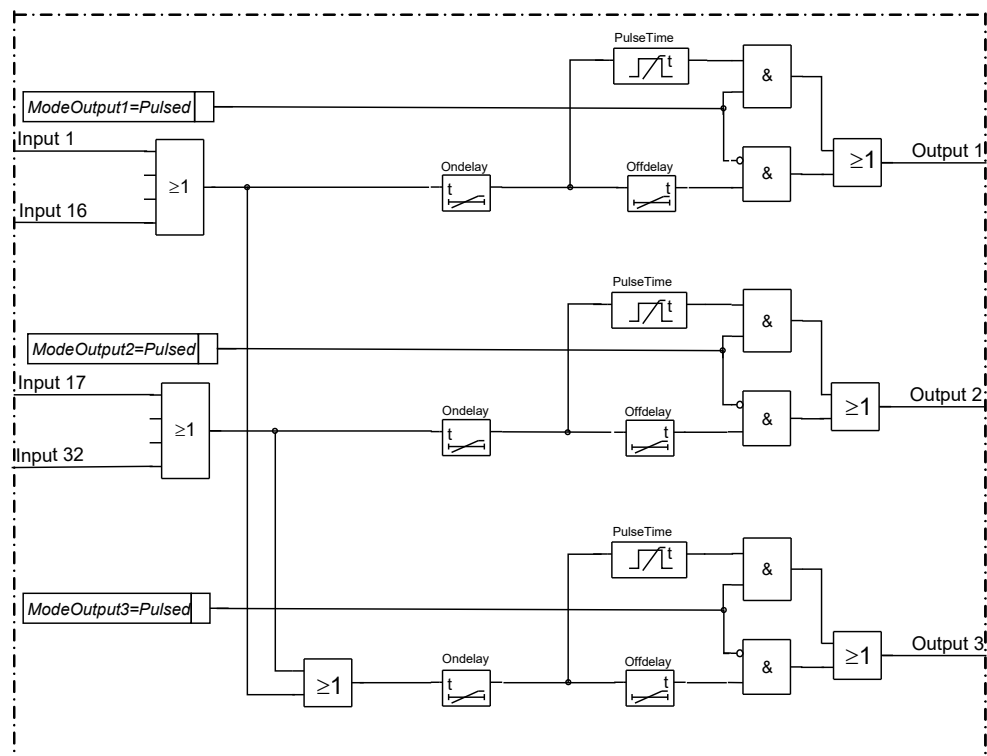 PulseTime
t
&
ModeOutput1=Pulsed
Input 1
≥1
Output 1
Ondelay
Offdelay
≥1
t
t
&
Input 16
PulseTime
t
&
ModeOutput2=Pulsed
Input 17
≥1
Output 2
Ondelay
Offdelay
≥1
t
t
&
Input 32
PulseTime
t
&
ModeOutput3=Pulsed
Output 3
Ondelay
Offdelay
≥1
&
≥1
t
t